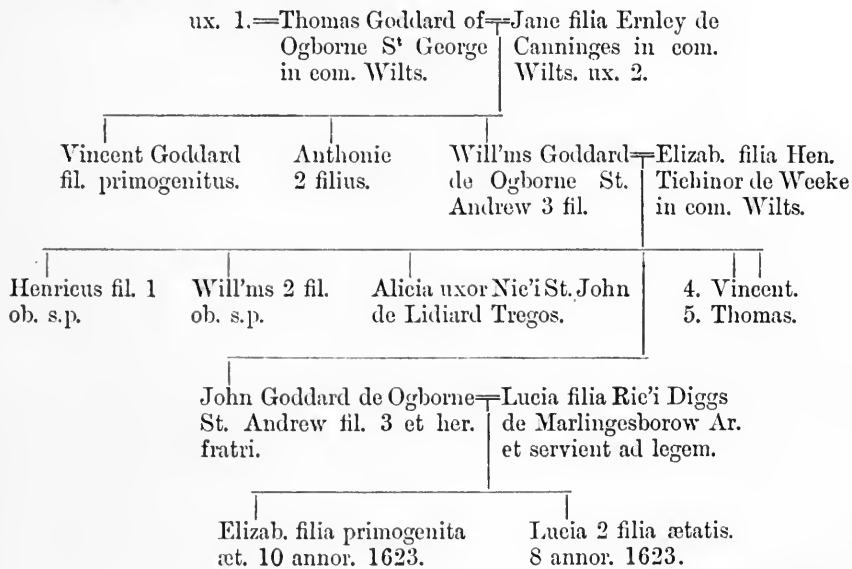 ux. 1.=Thomas Goddard of=Jane filia Ernley de
Ogborne Sᵗ George
in com. Wilts.
Canninges in com.
Wilts. ux. 2.
Vincent Goddard
fil. primogenitus.
Anthonie
2 filius.
Will'ms Goddard=Elizab. filia Hen.
de Ogborne St.
Andrew 3 fil.
Tichinor de Weeke
in com. Wilts.
Henricus fil. 1
ob. s.p.
Will'ms 2 fil.
ob. s.p.
Alicia uxor Nic'i St. John
de Lidiard Tregos.
4. Vincent.
5. Thomas.
John Goddard de Ogborne=Lucia filia Ric'i Diggs
St. Andrew fil. 3 et her.
fratri.
de Marlingesborow Ar.
et servient ad legem.
Elizab. filia primogenita
æt. 10 annor. 1623.
Lucia 2 filia ætatis.
8 annor. 1623.